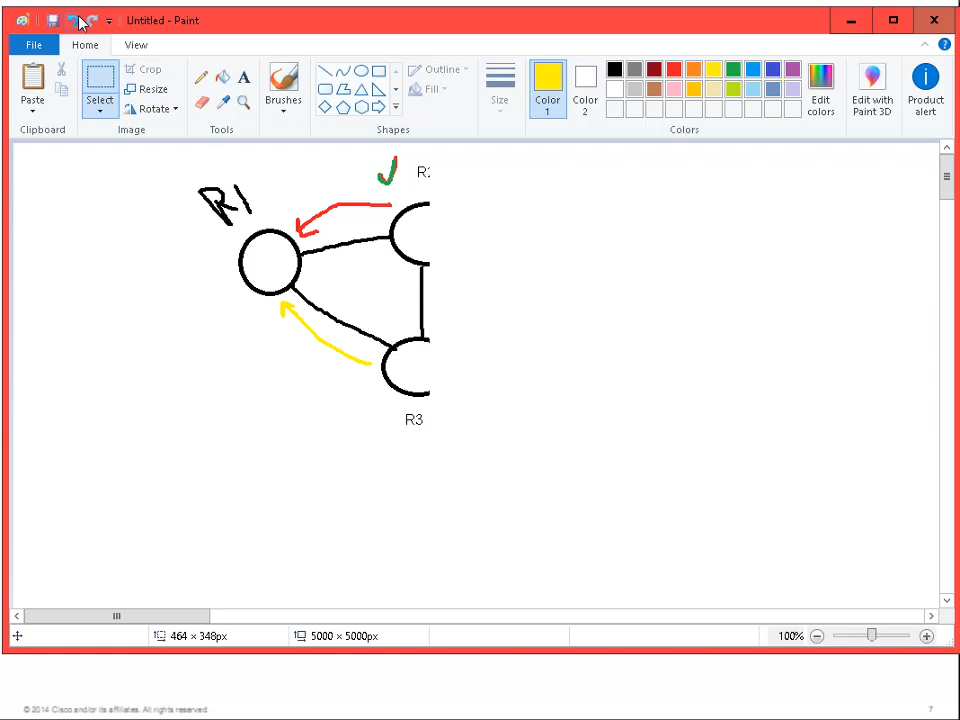 Untitled - Paint
File Home View
Paste
Select
Crop
Resize
Rotate
Brushes
Outline
Fill
Size
Color 1
Color 2
Edit colors
Edit with Paint 3D
Product alert
Clipboard Image Tools Shapes Colors
R2
R1
R3
464 × 348px 5000 × 5000px 100%
© 2014 Cisco and/or its affiliates. All rights reserved. 7